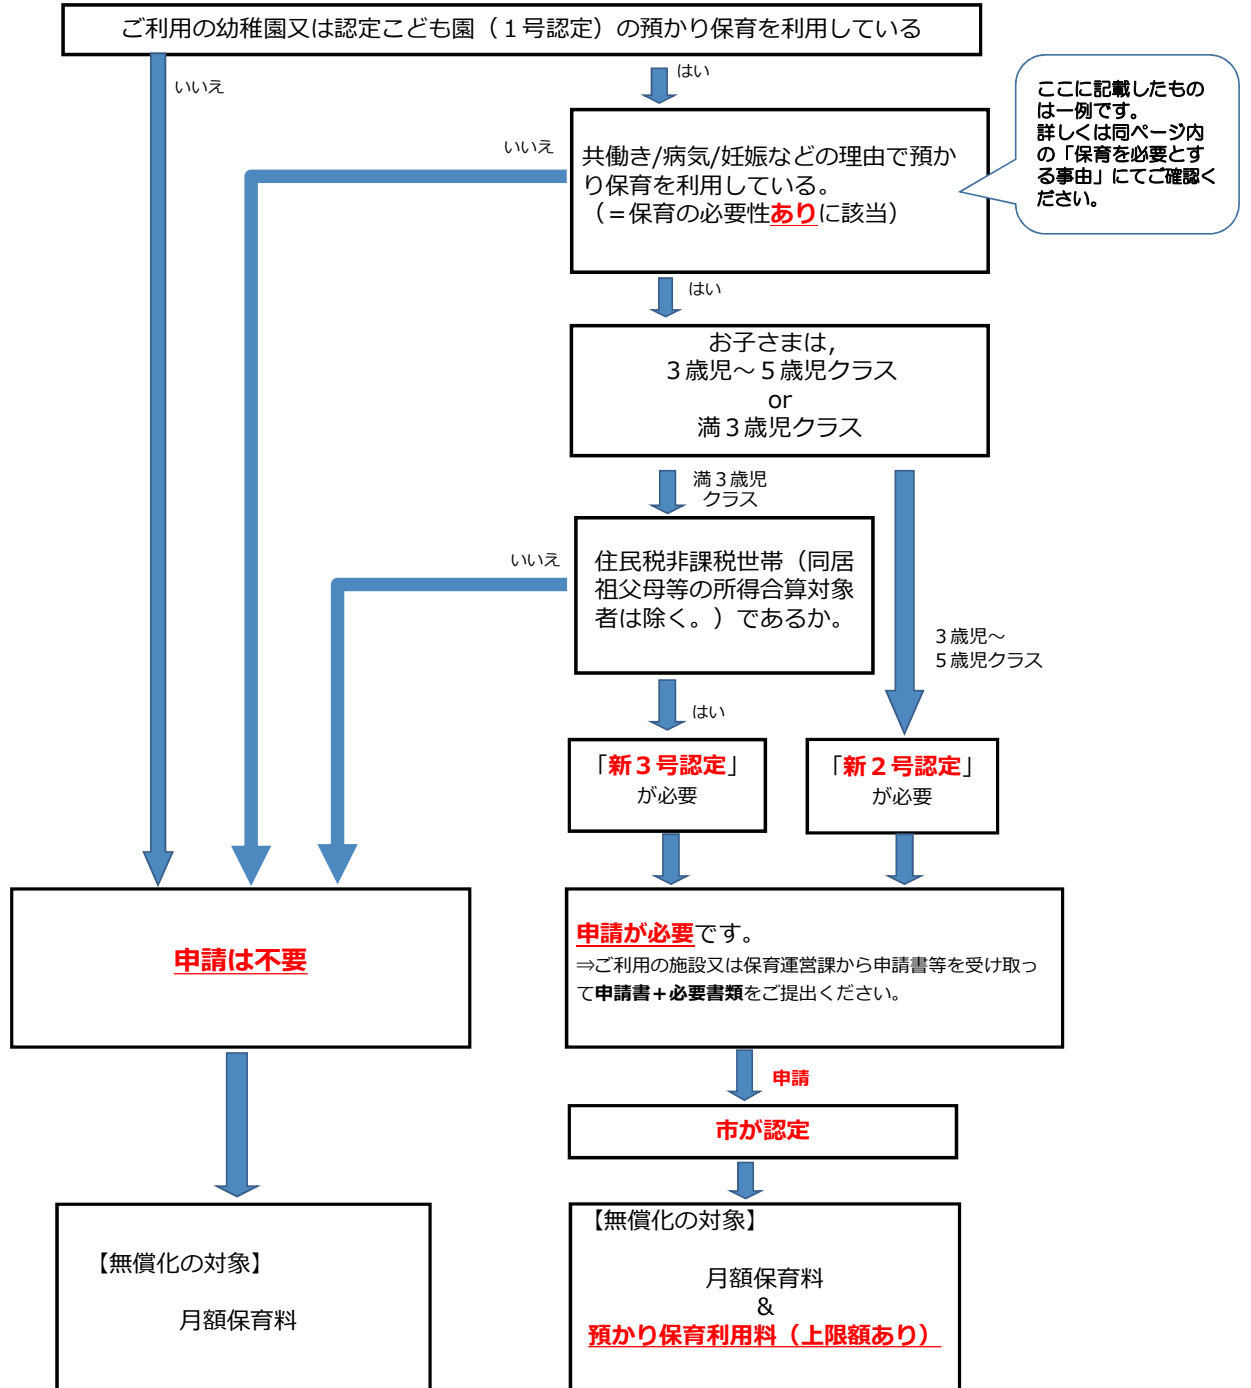 ご利用の幼稚園又は認定こども園（１号認定）の預かり保育を利用している
いいえ
はい
ここに記載したもの
は一例です。
詳しくは同ページ内
の「保育を必要とす
る事由」にてご確認く
ださい。
いいえ
共働き/病気/妊娠などの理由で預か
り保育を利用している。
（＝保育の必要性ありに該当）
はい
お子さまは,
３歳児～５歳児クラス
or
満３歳児クラス
満３歳児
クラス
いいえ
住民税非課税世帯（同居
祖父母等の所得合算対象
者は除く。）であるか。
３歳児～
５歳児クラス
はい
「新３号認定」
が必要
「新２号認定」
が必要
申請は不要
申請が必要です。
⇒ご利用の施設又は保育運営課から申請書等を受け取っ
て申請書＋必要書類をご提出ください。
申請
市が認定
【無償化の対象】
月額保育料
【無償化の対象】
月額保育料
&
預かり保育利用料（上限額あり）